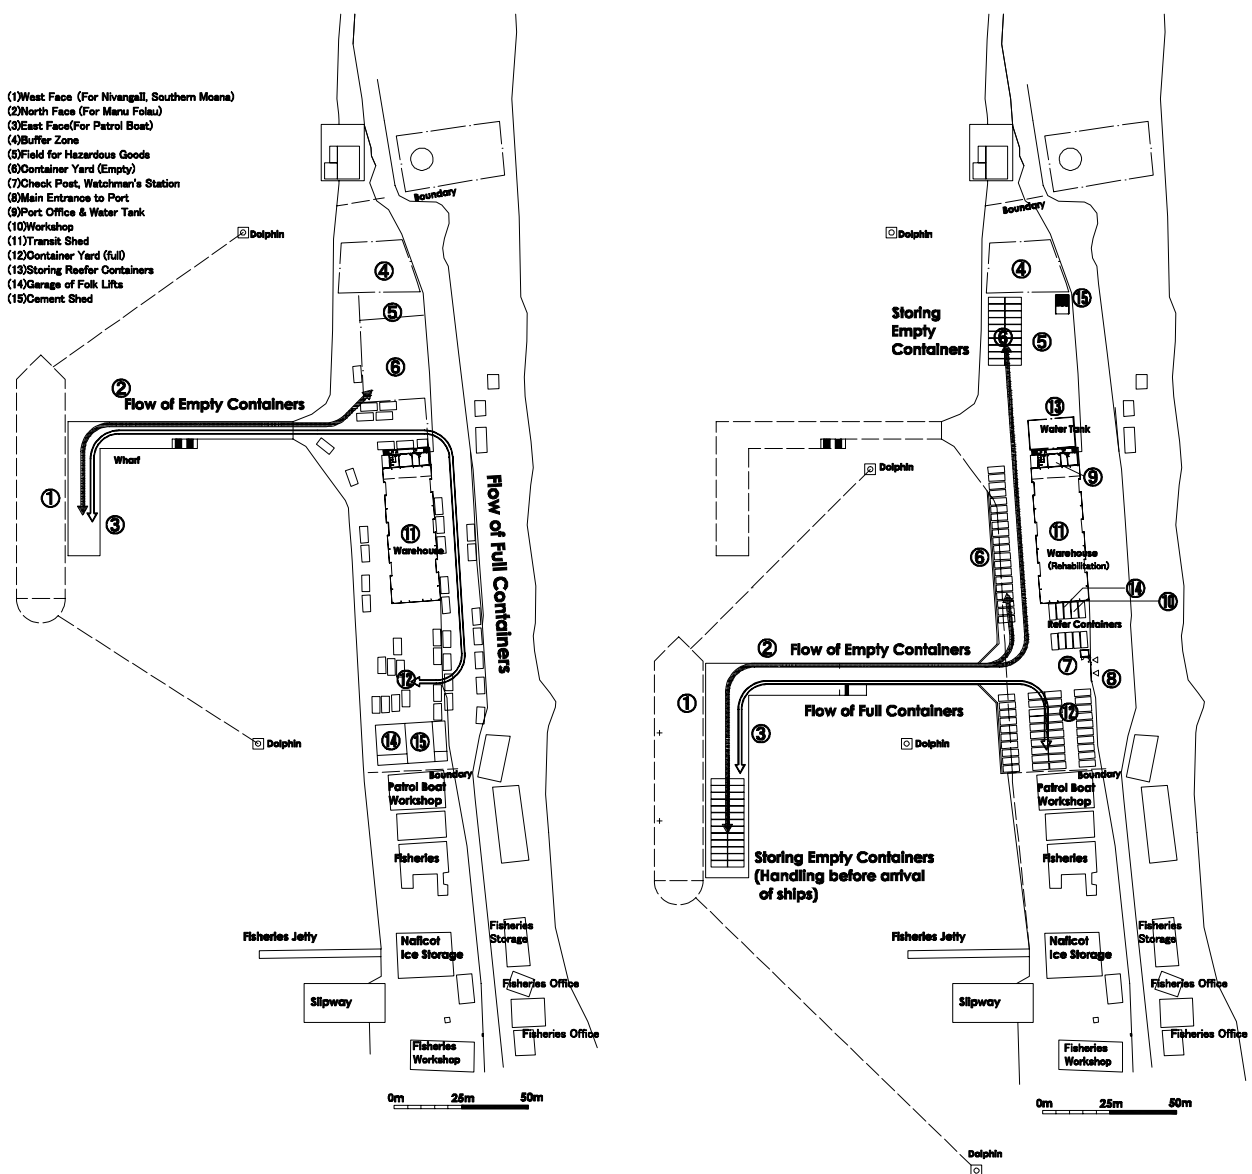 (1)West Face (For NivangaII, Southern Moana)
(2)North Face (For Manu Folau)
(3)East Face(For Patrol Boat)
(4)Buffer Zone
(5)Field for Hazardous Goods
(6)Container Yard (Empty)
(7)Check Post, Watchman's Station
(8)Main Entrance to Port
(9)Port Office & Water Tank
(10)Workshop
(11)Transit Shed
(12)Container Yard (full)
(13)Storing Reefer Containers
(14)Garage of Folk Lifts
(15)Cement Shed
Boundary
Dolphin
④
⑤
⑥
②
Flow of Empty Containers
Wharf
①
③
⑪
Warehouse
Flow of Full Containers
⑫
⑭
⑮
Dolphin
Boundary
Patrol Boat
Workshop
Fisheries
Fisheries Jetty
Naficot
Ice Storage
Fisheries
Storage
Fisheries Office
Slipway
Fisheries Office
Fisheries
Workshop
0m 25m 50m
Boundary
Dolphin
④
⑮
Storing
Empty
Containers
⑥
⑤
⑬
Water Tank
Dolphin
⑨
⑪
Warehouse
(Rehabilitation)
⑥
⑭
⑩
Refer Containers
②
Flow of Empty Containers
⑦
⑧
①
Flow of Full Containers
⑫
③
Dolphin
Boundary
Patrol Boat
Workshop
Storing Empty Containers
(Handling before arrival
of ships)
Fisheries
Fisheries Jetty
Naficot
Ice Storage
Fisheries
Storage
Fisheries Office
Slipway
Fisheries Office
Fisheries
Workshop
0m 25m 50m
Dolphin